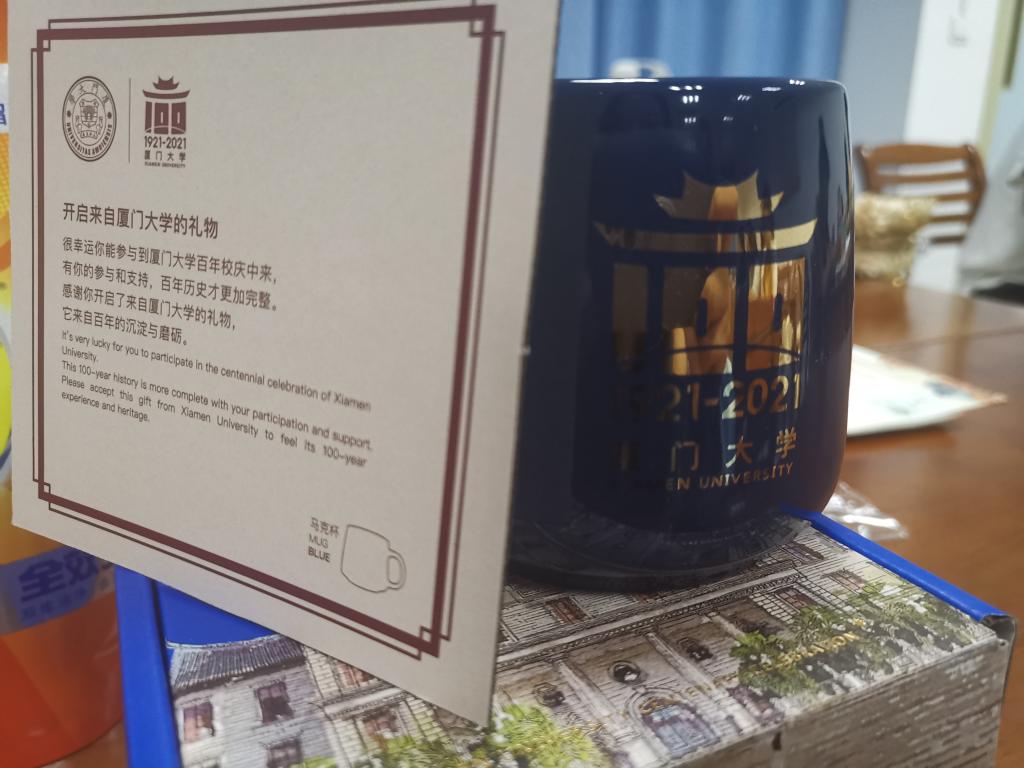 1921-2021
厦门大学
XIAMEN UNIVERSITY
开启来自厦门大学的礼物
很幸运你能参与到厦门大学百年校庆中来，
有你的参与和支持，百年历史才更加完整。
感谢你开启了来自厦门大学的礼物，
它来自百年的沉淀与磨砺。
It's very lucky for you to participate in the centennial celebration of Xiamen
University.
This 100-year history is more complete with your participation and support.
Please accept this gift from Xiamen University to feel its 100-year
experience and heritage.
马克杯
MUG
BLUE
1921-2021
厦门大学
XIAMEN UNIVERSITY
全效